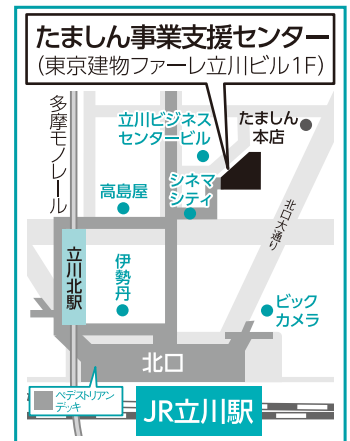 たましん事業支援センター
(東京建物ファーレ立川ビル1F)
多摩モノレール
立川ビジネス
センタービル
たましん
本店
シネマ
シティ
高島屋
北口大通り
立川北駅
伊勢丹
ビック
カメラ
北口
ペデストリアン
デッキ
JR立川駅